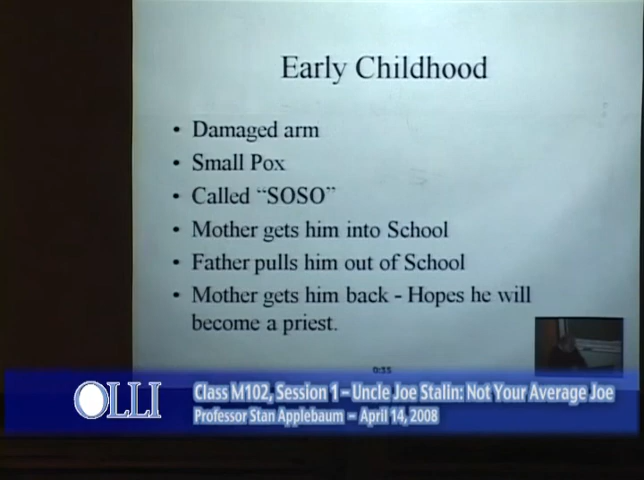 Early Childhood
• Damaged arm
• Small Pox
• Called “SOSO”
• Mother gets him into School
• Father pulls him out of School
• Mother gets him back - Hopes he will
become a priest.
0:35
OLLI
Class M102, Session 1 – Uncle Joe Stalin: Not Your Average Joe
Professor Stan Applebaum – April 14, 2008